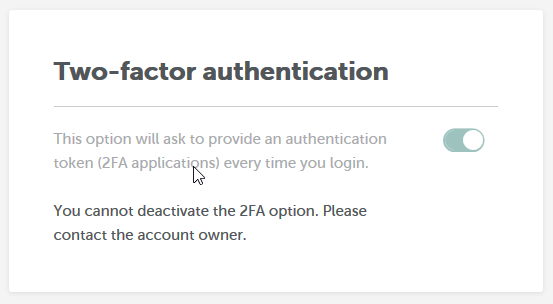 Two-factor authentication
This option will ask to provide an authentication
token (2FA applications) every time you login.
You cannot deactivate the 2FA option. Please
contact the account owner.